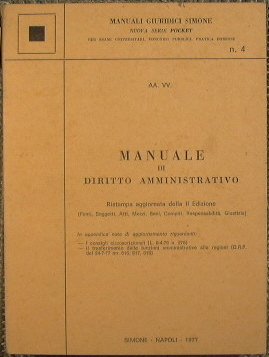 MANUALI GIURIDICI SIMONE
NUOVA SERIE POCKET
PER ESAMI UNIVERSITARI, CONCORSI PUBBLICI, PRATICA FORENSE
n. 4
AA. VV.
MANUALE
DI
DIRITTO AMMINISTRATIVO
Ristampa aggiornata della II Edizione
(Fonti, Soggetti, Atti, Mezzi, Beni, Compiti, Responsabilità, Giustizia)
In appendice note di aggiornamento riguardanti:
— I consigli circoscrizionali (L. 8-4-76 n. 278)
— Il trasferimento delle funzioni amministrative alle regioni (D.P.R.
del 24-7-77 nn. 616, 617, 618)
SIMONE - NAPOLI - 1977